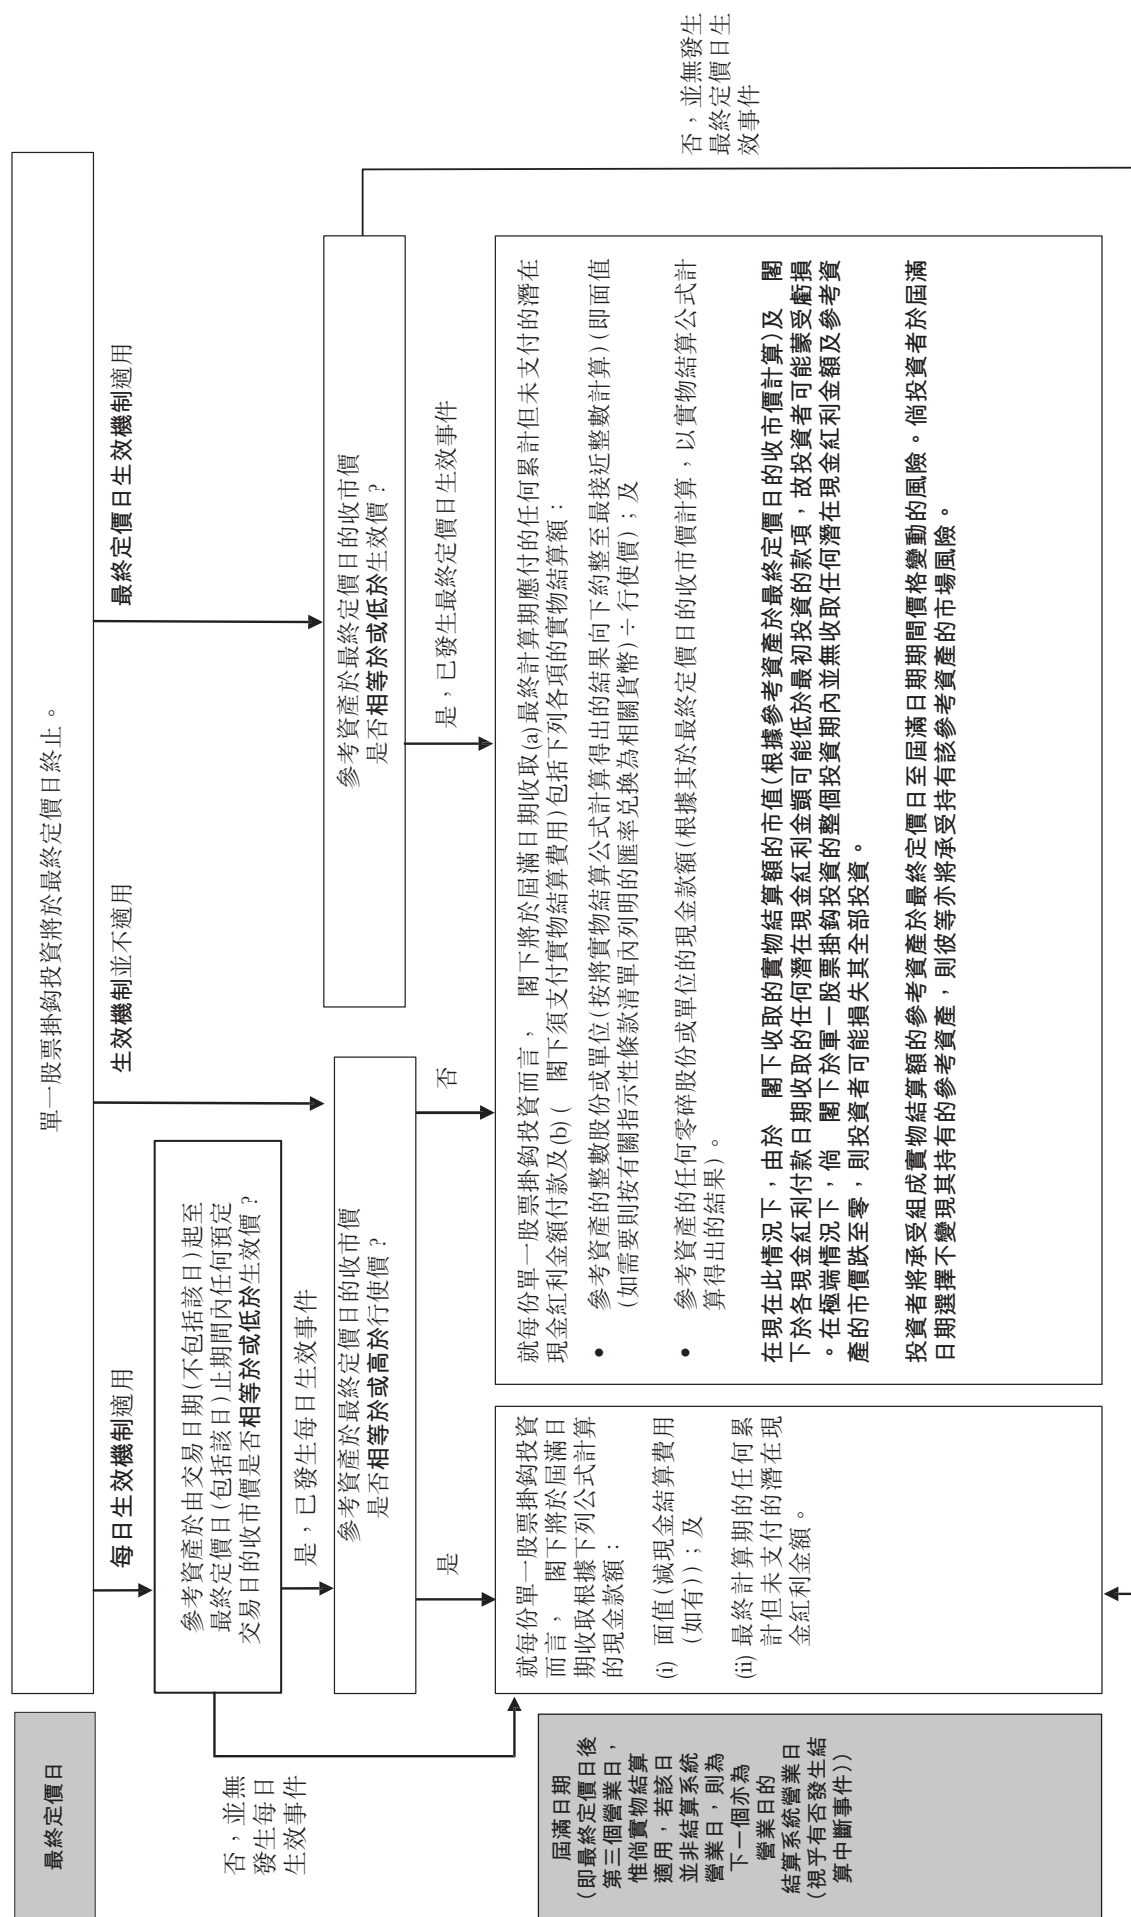 最終定價日
單一股票掛鈎投資將於最終定價日終止。
每日生效機制適用
生效機制並不適用
最終定價日生效機制適用
參考資產於由交易日期(不包括該日)起至
最終定價日(包括該日)止期間內任何預定
交易日的收市價是否相等於或低於生效價?
否,並無
發生每日
生效事件
是,已發生每日生效事件
參考資產於最終定價日的收市價
是否相等於或高於行使價?
參考資產於最終定價日的收市價
是否相等於或低於生效價?
否,並無發生
最終定價日生
效事件
是
否
是,已發生最終定價日生效事件
屆滿日期
(即最終定價日後
第三個營業日,
惟倘實物結算
適用,若該日
並非結算系統
營業日,則為
下一個亦為
營業日的
結算系統營業日
(視乎有否發生結
算中斷事件))
就每份單一股票掛鈎投資
而言, 閣下將於屆滿日
期收取根據下列公式計算
的現金款額:
(i) 面值(減現金結算費用
(如有));及
(ii) 最終計算期的任何累
計但未支付的潛在現
金紅利金額。
就每份單一股票掛鈎投資而言, 閣下將於屆滿日期收取(a)最終計算期應付的任何累計但未支付的潛在
現金紅利金額付款及(b)( 閣下須支付實物結算費用)包括下列各項的實物結算額:
• 參考資產的整數股份或單位(按將實物結算公式計算得出的結果向下約整至最接近整數計算)(即面值
(如需要則按有關指示性條款清單內列明的匯率兌換為相關貨幣)÷行使價);及
• 參考資產的任何零碎股份或單位的現金款額(根據其於最終定價日的收市價計算,以實物結算公式計
算得出的結果)。
在現在此情況下,由於 閣下收取的實物結算額的市值(根據參考資產於最終定價日的收市價計算)及 閣
下於各現金紅利付款日期收取的任何潛在現金紅利金顗可能低於最初投資的款項,故投資者可能蒙受虧損
。在極端情況下,倘 閣下於軍一股票掛鈎投資的整個投資期內並無收取任何潛在現金紅利金額及參考資
產的市價跌至零,則投資者可能損失其全部投資。
投資者將承受組成實物結算額的參考資產於最終定價日至屆滿日期期間價格變動的風險。倘投資者於屆滿
日期選擇不變現其持有的參考資產,則彼等亦將承受持有該參考資產的市場風險。